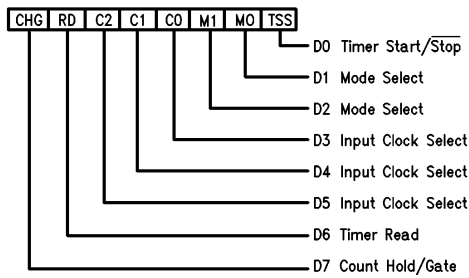 CHG RD C2 C1 C0 M1 M0 TSS
D0 Timer Start/Stop
D1 Mode Select
D2 Mode Select
D3 Input Clock Select
D4 Input Clock Select
D5 Input Clock Select
D6 Timer Read
D7 Count Hold/Gate